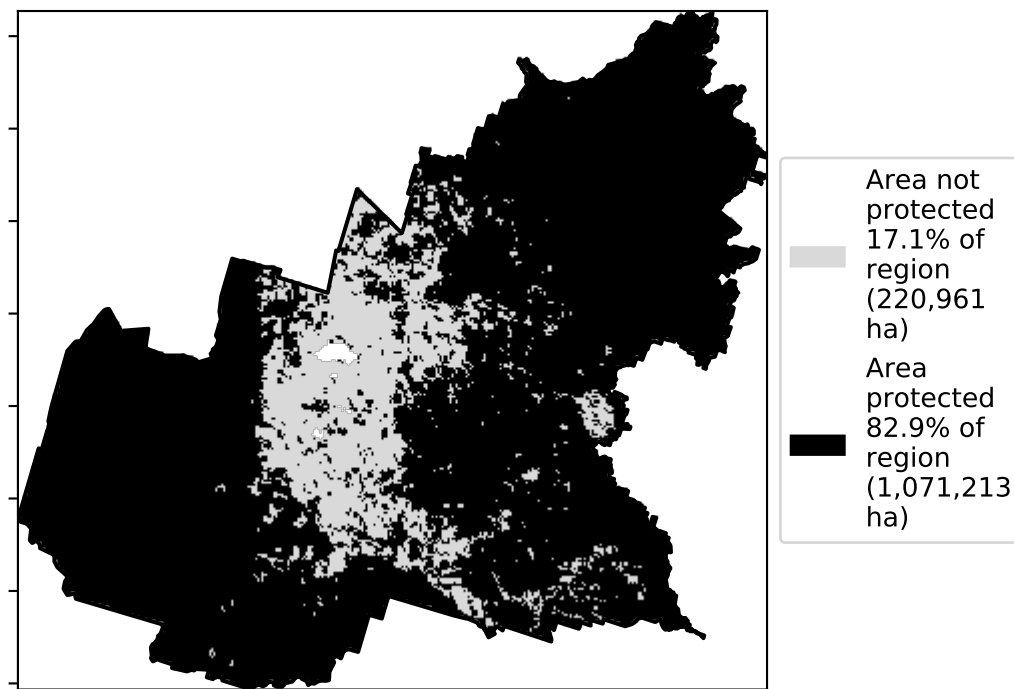 Area not
protected
17.1% of
region
(220,961
ha)
Area
protected
82.9% of
region
(1,071,213
ha)